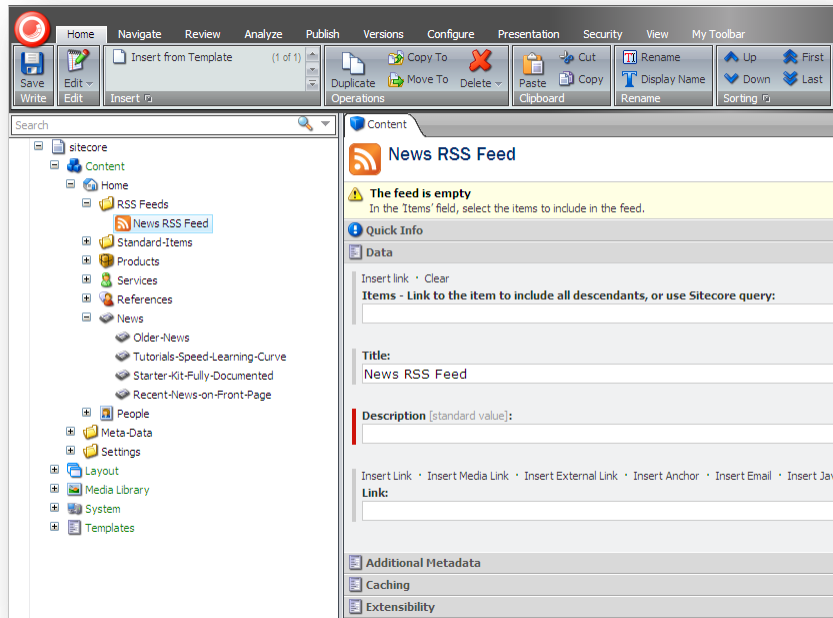 Home Navigate Review Analyze Publish Versions Configure Presentation Security View My Toolbar
Save
Write
Edit
Edit
Insert from Template (1 of 1)
Insert
Duplicate
Copy To
Move To
Delete
Operations
Paste
Cut
Copy
Clipboard
Rename
Display Name
Rename
Up
Down
First
Last
Sorting
Search
sitecore
Content
Home
RSS Feeds
News RSS Feed
Standard-Items
Products
Services
References
News
Older-News
Tutorials-Speed-Learning-Curve
Starter-Kit-Fully-Documented
Recent-News-on-Front-Page
People
Meta-Data
Settings
Layout
Media Library
System
Templates
Content
News RSS Feed
The feed is empty
In the 'Items' field, select the items to include in the feed.
Quick Info
Data
Insert link · Clear
Items - Link to the item to include all descendants, or use Sitecore query:
Title:
News RSS Feed
Description [standard value]:
Insert Link · Insert Media Link · Insert External Link · Insert Anchor · Insert Email · Insert Jav
Link:
Additional Metadata
Caching
Extensibility